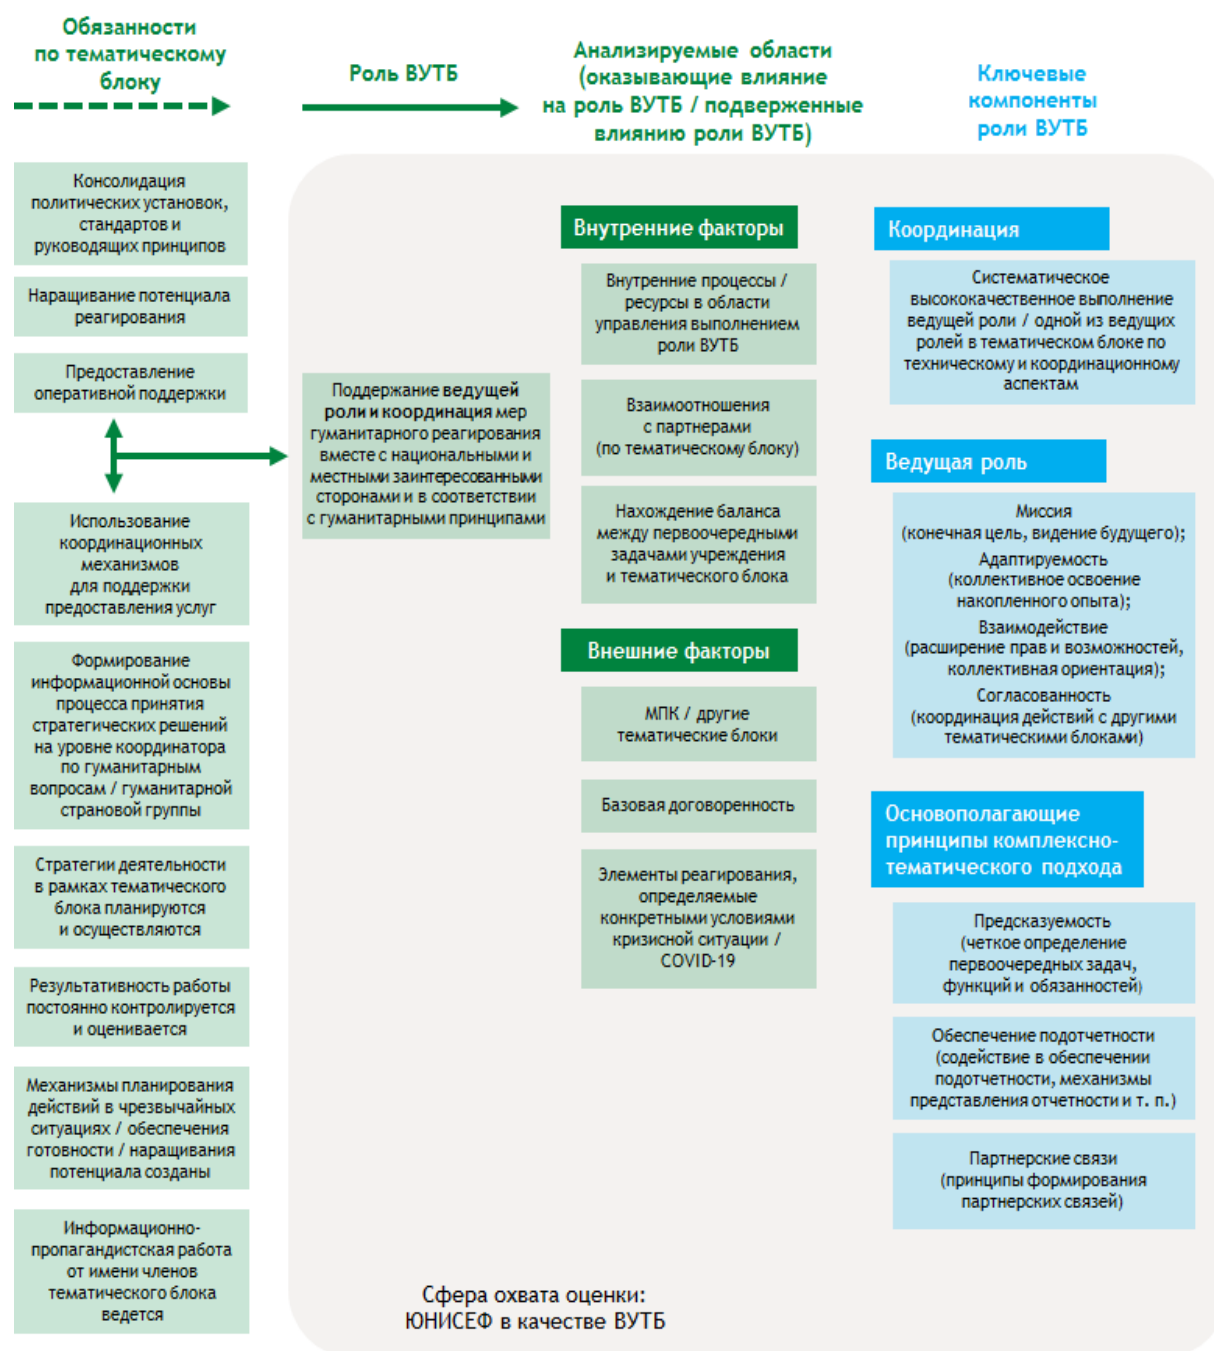 Обязанности
по тематическому
блоку
Роль ВУТБ
Анализируемые области
(оказывающие влияние
на роль ВУТБ / подверженные
влиянию роли ВУТБ)
Ключевые
компоненты
роли ВУТБ
Консолидация
политических установок,
стандартов и
руководящих принципов
Наращивание потенциала
реагирования
Предоставление
оперативной поддержки
Использование
координационных
механизмов
для поддержки
предоставления услуг
Формирование
информационной основы
процесса принятия
стратегических решений
на уровне координатора
по гуманитарным
вопросам / гуманитарной
страновой группы
Стратегии деятельности
в рамках тематического
блока планируются
и осуществляются
Результативность работы
постоянно контролируется
и оценивается
Механизмы планирования
действий в чрезвычайных
ситуациях / обеспечения
готовности / наращивания
потенциала созданы
Информационно-
пропагандистская работа
от имени членов
тематического блока
ведется
Поддержание ведущей
роли и координация мер
гуманитарного реагирования
вместе с национальными и
местными заинтересованными
сторонами и в соответствии
с гуманитарными принципами
Внутренние факторы
Внутренние процессы /
ресурсы в области
управления выполнением
роли ВУТБ
Взаимоотношения
с партнерами
(по тематическому блоку)
Нахождение баланса
между первоочередными
задачами учреждения
и тематического блока
Внешние факторы
МПК / другие
тематические блоки
Базовая договоренность
Элементы реагирования,
определяемые
конкретными условиями
кризисной ситуации /
COVID-19
Координация
Систематическое
высококачественное выполнение
ведущей роли / одной из ведущих
ролей в тематическом блоке по
техническому и координационному
аспектам
Ведущая роль
Миссия
(конечная цель, видение будущего);
Адаптируемость
(коллективное освоение
накопленного опыта);
Взаимодействие
(расширение прав и возможностей,
коллективная ориентация);
Согласованность
(координация действий с другими
тематическими блоками)
Основополагающие
принципы комплексно-
тематического подхода
Предсказуемость
(четкое определение
первоочередных задач,
функций и обязанностей)
Обеспечение подотчетности
(содействие в обеспечении
подотчетности, механизмы
представления отчетности и т. п.)
Партнерские связи
(принципы формирования
партнерских связей)
Сфера охвата оценки:
ЮНИСЕФ в качестве ВУТБ